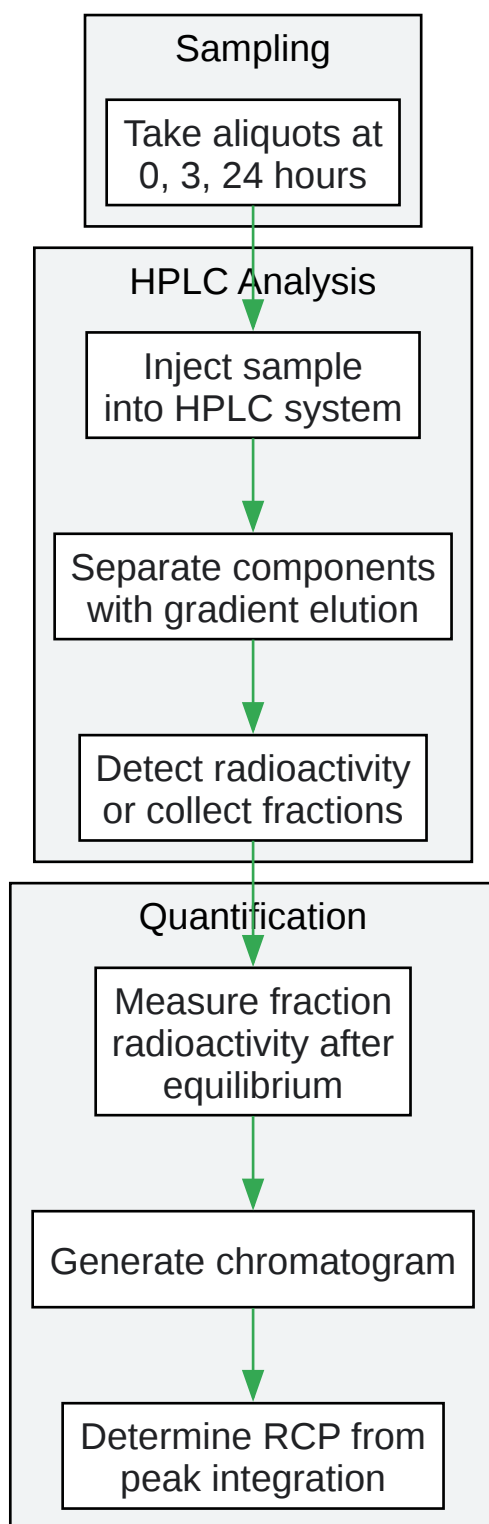 Sampling
Take aliquots at
0, 3, 24 hours
HPLC Analysis
Inject sample
into HPLC system
Separate components
with gradient elution
Detect radioactivity
or collect fractions
Quantification
Measure fraction
radioactivity after
equilibrium
Generate chromatogram
Determine RCP from
peak integration